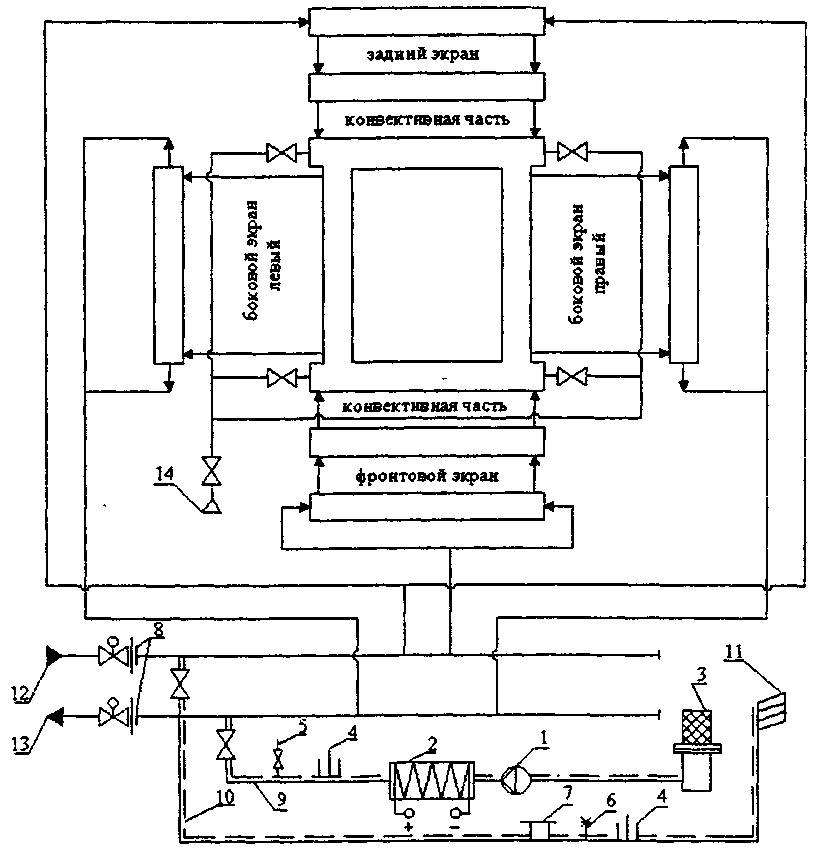 задний экран
конвективная часть
боковой экран
левый
боковой экран
правый
конвективная часть
14
фронтовой экран
8
12
11
3
13
5
4
2
1
10
9
+
−
7
6
4